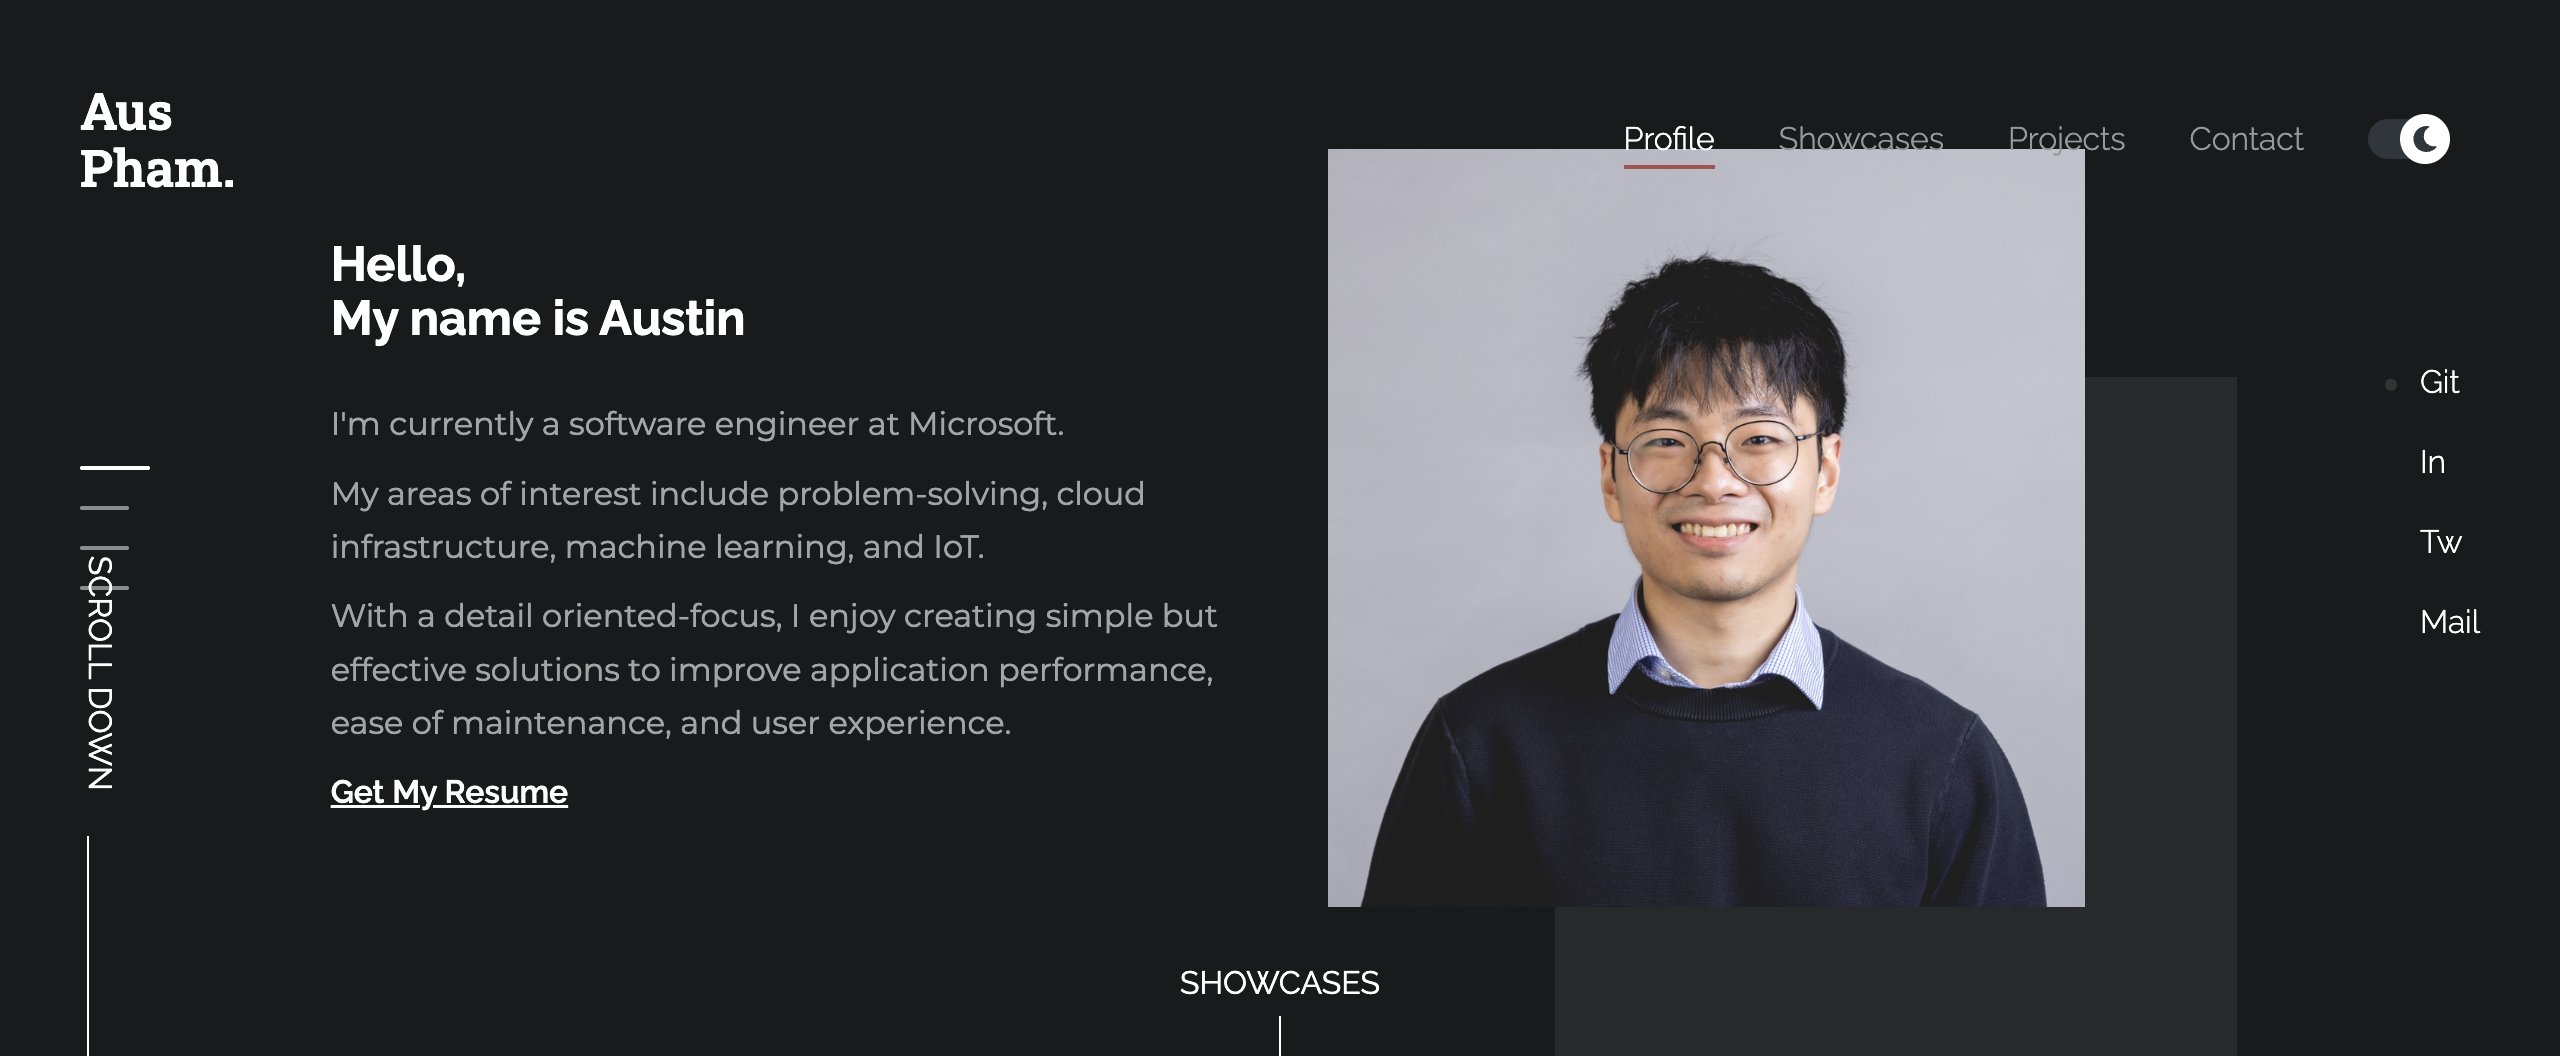 Aus
Pham.
Profile
Showcases
Projects
Contact
Hello,
My name is Austin
I'm currently a software engineer at Microsoft.
My areas of interest include problem-solving, cloud
infrastructure, machine learning, and IoT.
With a detail oriented-focus, I enjoy creating simple but
effective solutions to improve application performance,
ease of maintenance, and user experience.
Get My Resume
SCROLL DOWN
Git
In
Tw
Mail
SHOWCASES